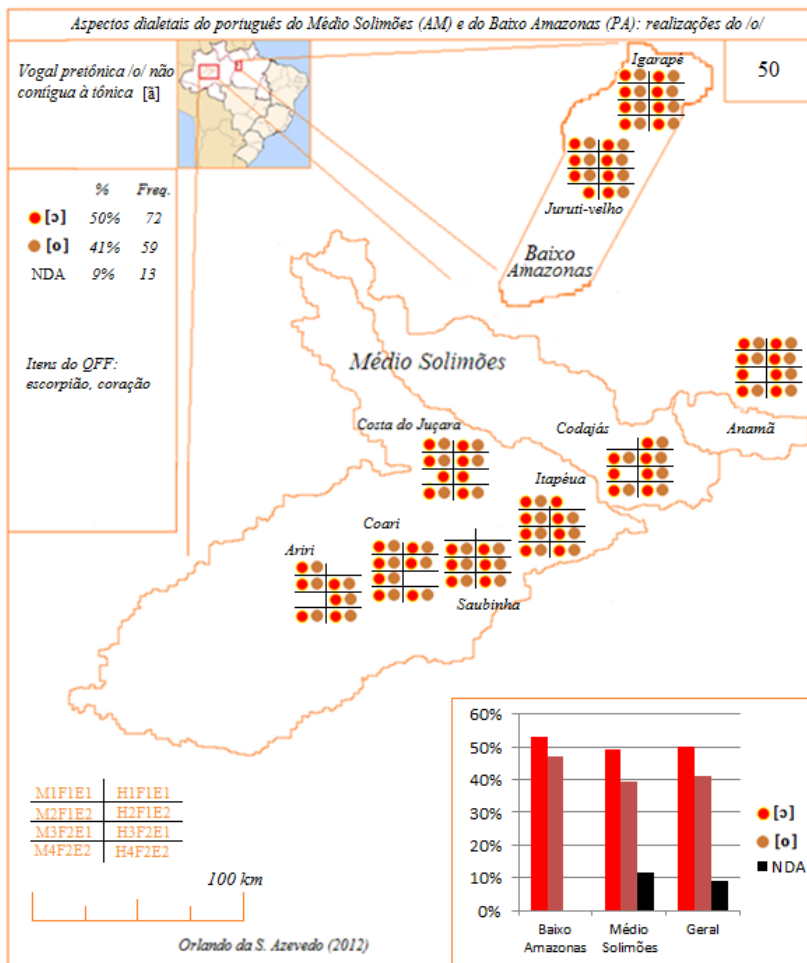 Aspectos dialetais do português do Médio Solimões (AM) e do Baixo Amazonas (PA): realizações do /o/
Vogal pretônica /o/ não
contígua à tônica [ã]
50
% Freq.
[ɔ] 50% 72
[o] 41% 59
NDA 9% 13
Itens do QFF:
escorpião, coração
Igarapé
Juruti-velho
Baixo
Amazonas
Médio Solimões
Anamã
Costa do Juçara
Codajás
Itapéua
Coari
Ariri
Saubinha
M1F1E1 H1F1E1
M2F1E2 H2F1E2
M3F2E1 H3F2E1
M4F2E2 H4F2E2
100 km
Orlando da S. Azevedo (2012)
60%
50%
40%
30%
20%
10%
0%
Baixo
Amazonas
Médio
Solimões
Geral
[ɔ]
[o]
NDA